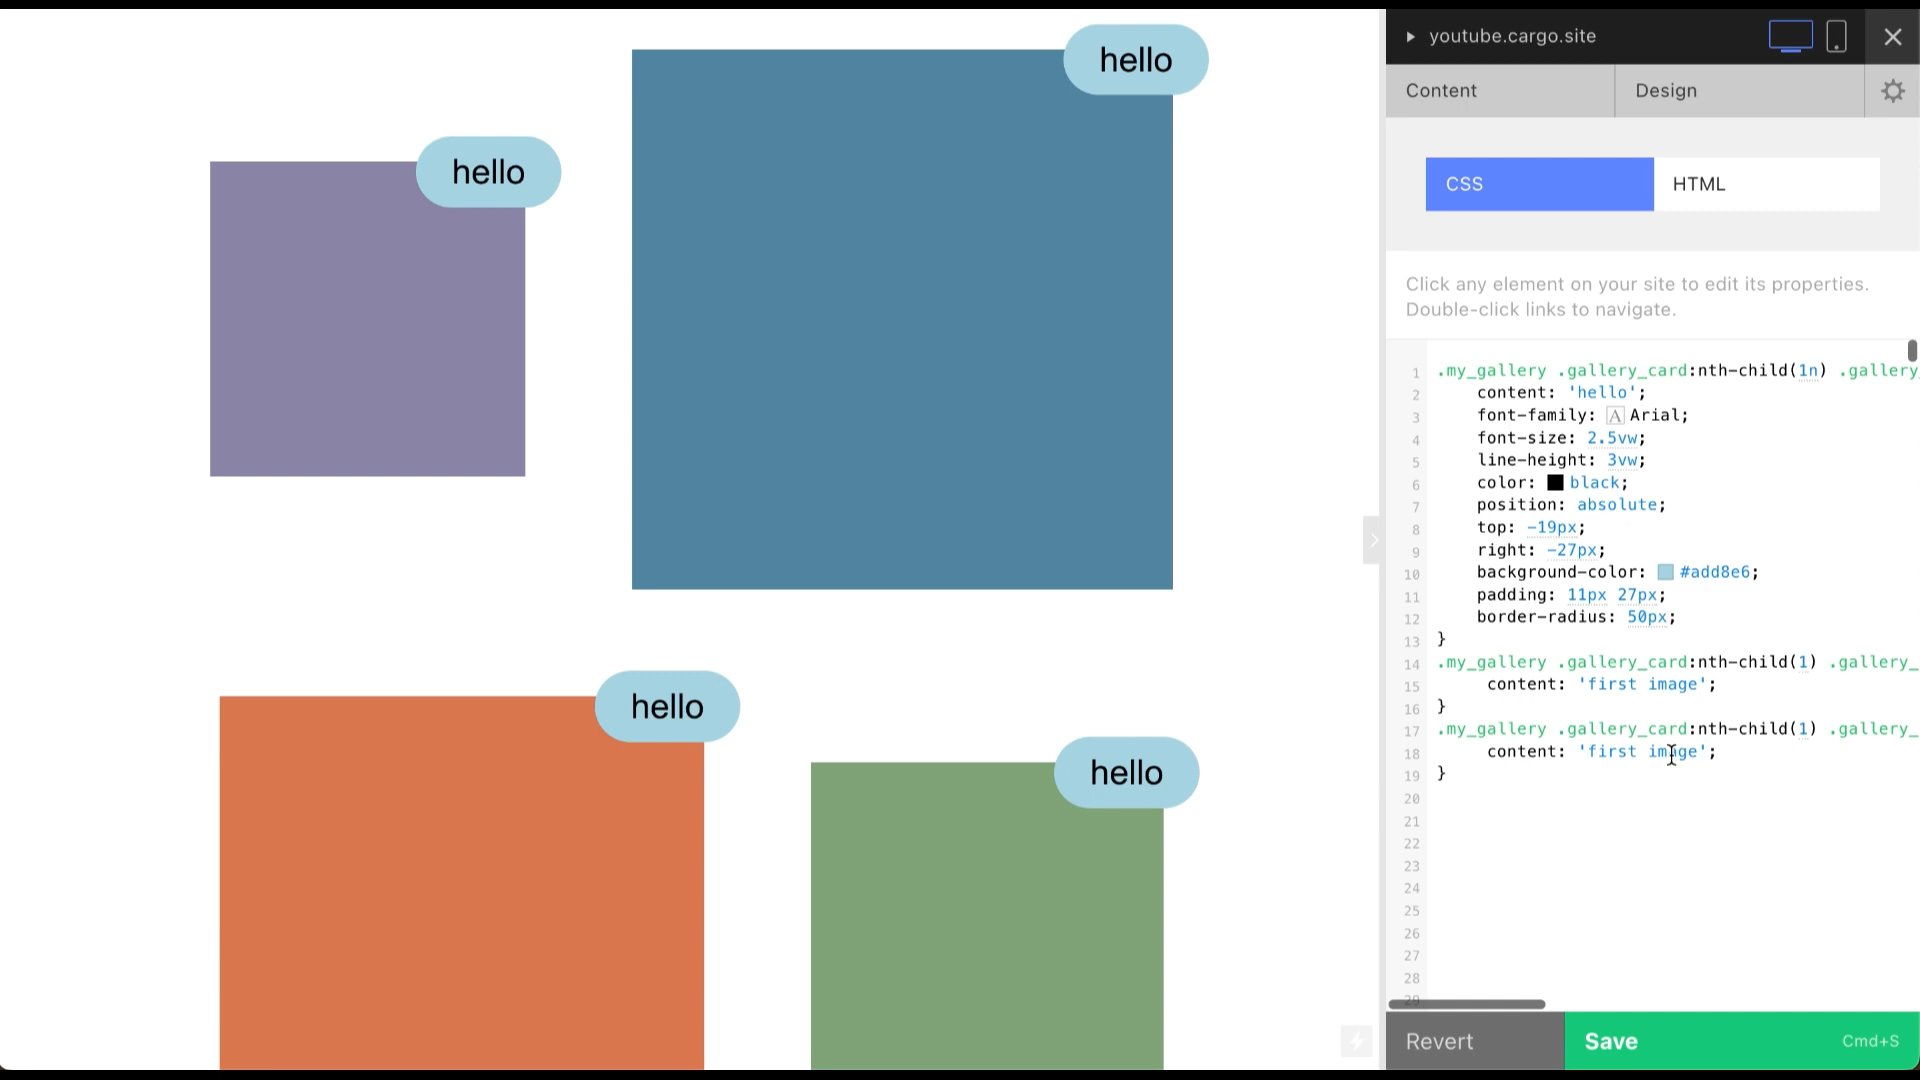 hello
hello
hello
hello
youtube.cargo.site
Content
Design
CSS
HTML
Click any element on your site to edit its properties.
Double-click links to navigate.
1 .my_gallery .gallery_card:nth-child(1n) .gallery
2 content: 'hello';
3 font-family: A Arial;
4 font-size: 2.5vw;
5 line-height: 3vw;
6 color: black;
7 position: absolute;
8 top: -19px;
9 right: -27px;
10 background-color: #add8e6;
11 padding: 11px 27px;
12 border-radius: 50px;
13 }
14 .my_gallery .gallery_card:nth-child(1) .gallery_
15 content: 'first image';
16 }
17 .my_gallery .gallery_card:nth-child(1) .gallery_
18 content: 'first image';
19 }
20
21
22
23
24
25
26
27
28
29
Revert
Save
Cmd+S